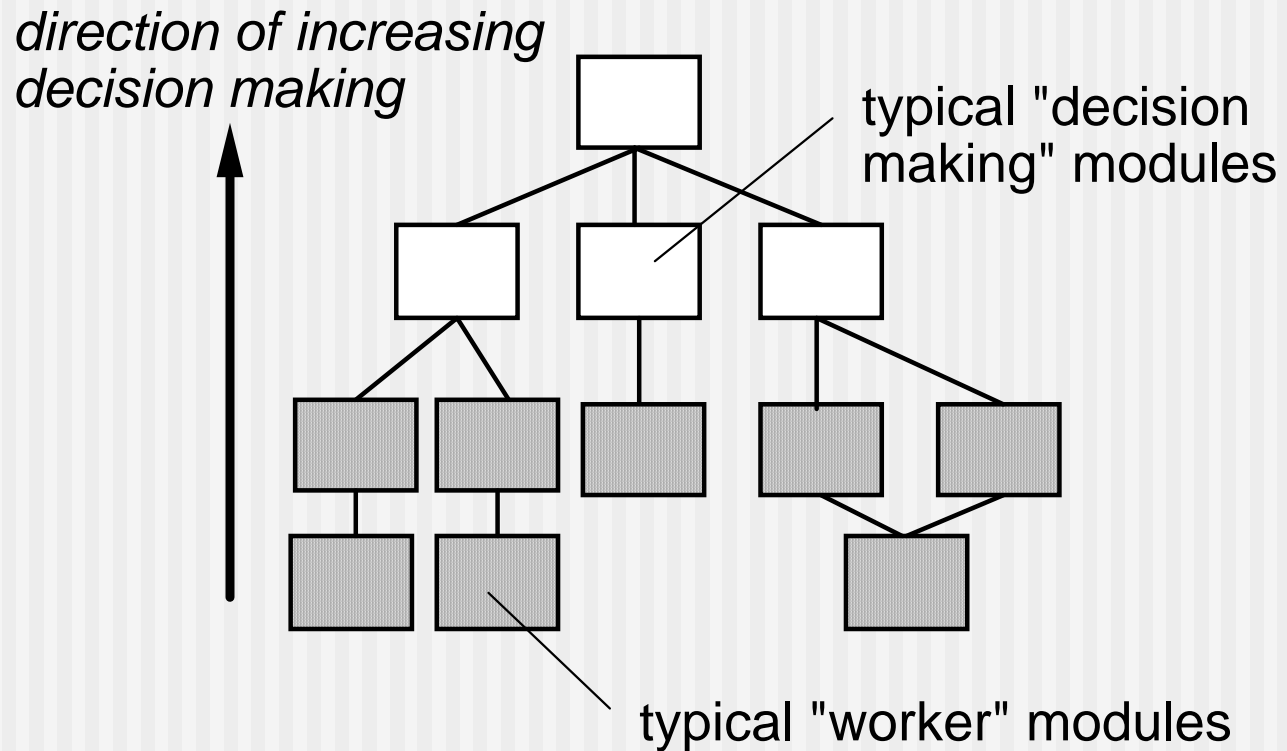 direction of increasing
decision making
typical "decision
making" modules
typical "worker" modules